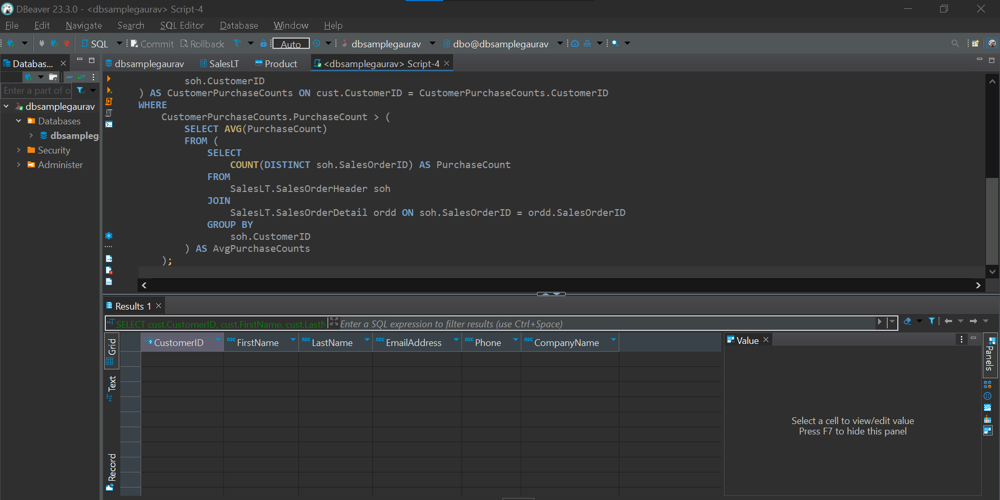 DBeaver 23.3.0 - <dbsamplegaurav> Script-4
File Edit Navigate Search SQL Editor Database Window Help
SQL Commit Rollback Auto dbsamplegaurav dbo@dbsamplegaurav
Databas...
dbsamplegaurav SalesLT Product <dbsamplegaurav> Script-4
Enter a part of o
dbsamplegaurav
Databases
dbsampleg
Security
Administer
soh.CustomerID
) AS CustomerPurchaseCounts ON cust.CustomerID = CustomerPurchaseCounts.CustomerID
WHERE
CustomerPurchaseCounts.PurchaseCount > (
SELECT AVG(PurchaseCount)
FROM (
SELECT
COUNT(DISTINCT soh.SalesOrderID) AS PurchaseCount
FROM
SalesLT.SalesOrderHeader soh
JOIN
SalesLT.SalesOrderDetail ordd ON soh.SalesOrderID = ordd.SalesOrderID
GROUP BY
soh.CustomerID
) AS AvgPurchaseCounts
);
Results 1
SELECT cust.CustomerID, cust.FirstName, cust.LastN Enter a SQL expression to filter results (use Ctrl+Space)
Grid
Text
Record
CustomerID FirstName LastName EmailAddress Phone CompanyName
Value
Panels
Select a cell to view/edit value
Press F7 to hide this panel